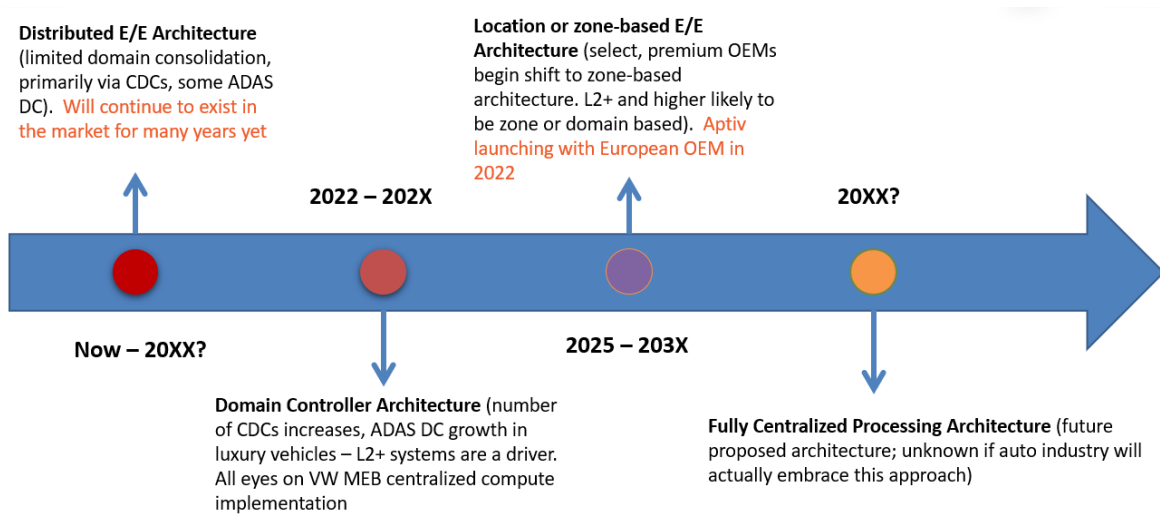 Distributed E/E Architecture
(limited domain consolidation,
primarily via CDCs, some ADAS
DC).  Will continue to exist in
the market for many years yet
Now – 20XX?
2022 – 202X
Domain Controller Architecture (number
of CDCs increases, ADAS DC growth in
luxury vehicles – L2+ systems are a driver.
All eyes on VW MEB centralized compute
implementation
Location or zone-based E/E
Architecture (select, premium OEMs
begin shift to zone-based
architecture. L2+ and higher likely to
be zone or domain based).  Aptiv
launching with European OEM in
2022
2025 – 203X
20XX?
Fully Centralized Processing Architecture (future
proposed architecture; unknown if auto industry will
actually embrace this approach)